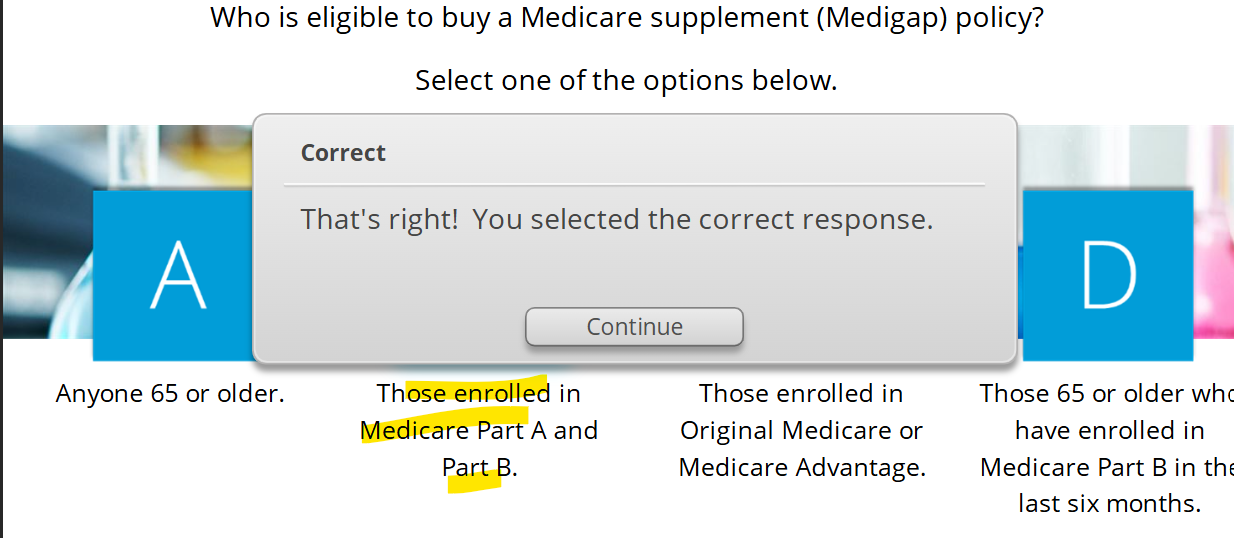 Who is eligible to buy a Medicare supplement (Medigap) policy?
Select one of the options below.
Correct
That's right!  You selected the correct response.
Continue
A
D
Anyone 65 or older.
Those enrolled in
Medicare Part A and
Part B.
Those enrolled in
Original Medicare or
Medicare Advantage.
Those 65 or older who
have enrolled in
Medicare Part B in the
last six months.